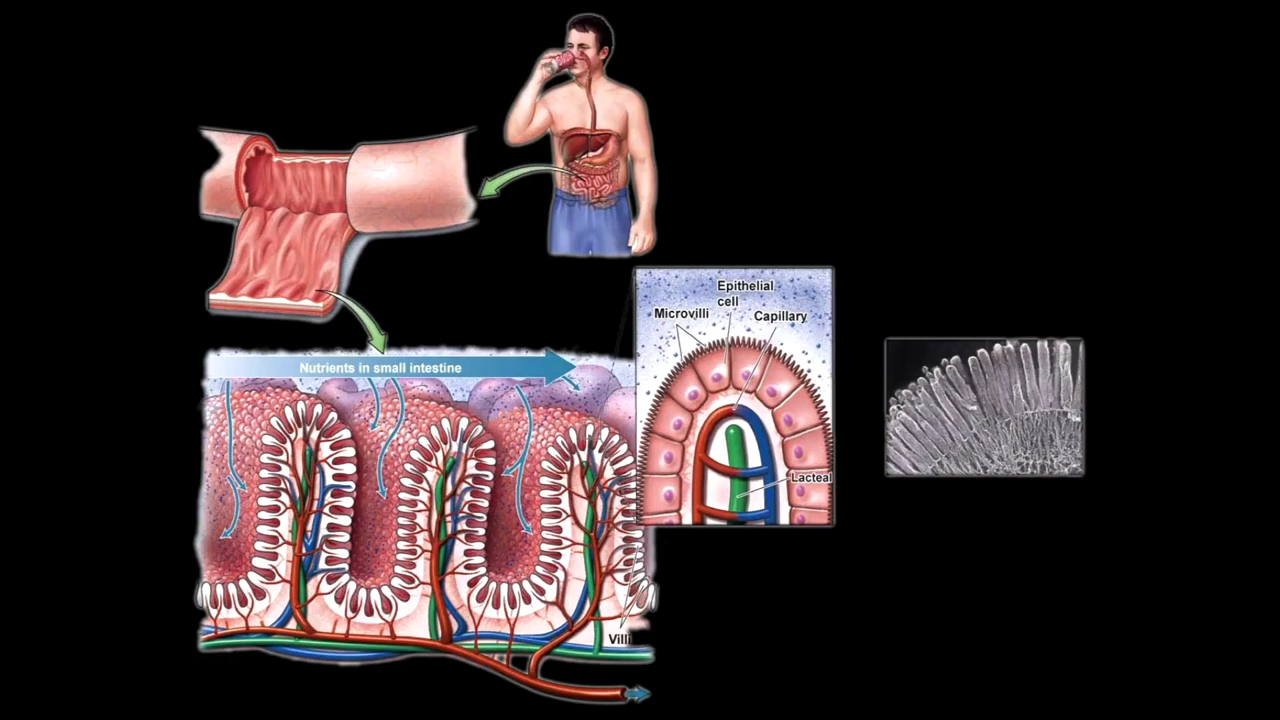 Epithelial
cell
Microvilli
Capillary
Nutrients in small intestine
Lacteal
Villi